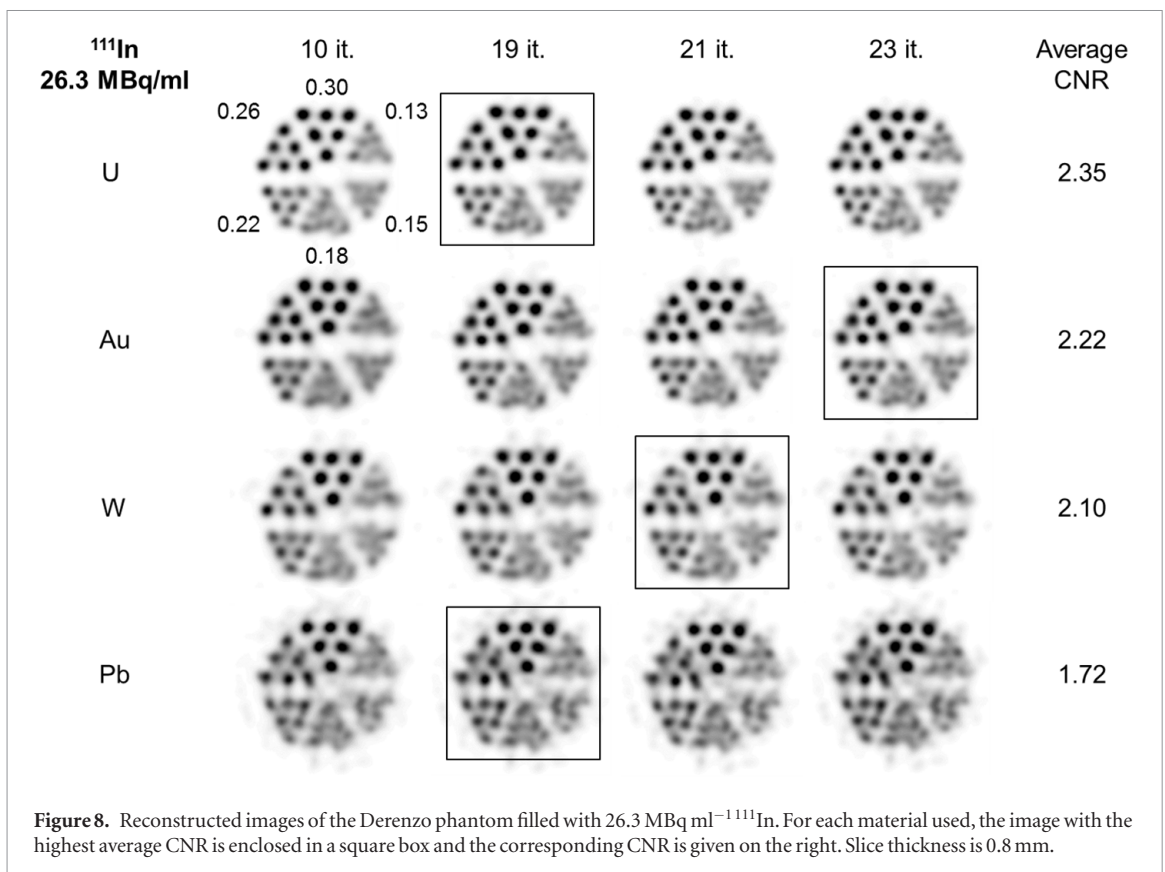 ¹¹¹In 10 it. 19 it. 21 it. 23 it. Average
26.3 MBq/ml CNR
0.30
0.26 0.13
U 2.35
0.22 0.15
0.18
Au 2.22
W 2.10
Pb 1.72
Figure 8. Reconstructed images of the Derenzo phantom filled with 26.3 MBq ml⁻¹ ¹¹¹In. For each material used, the image with the
highest average CNR is enclosed in a square box and the corresponding CNR is given on the right. Slice thickness is 0.8 mm.